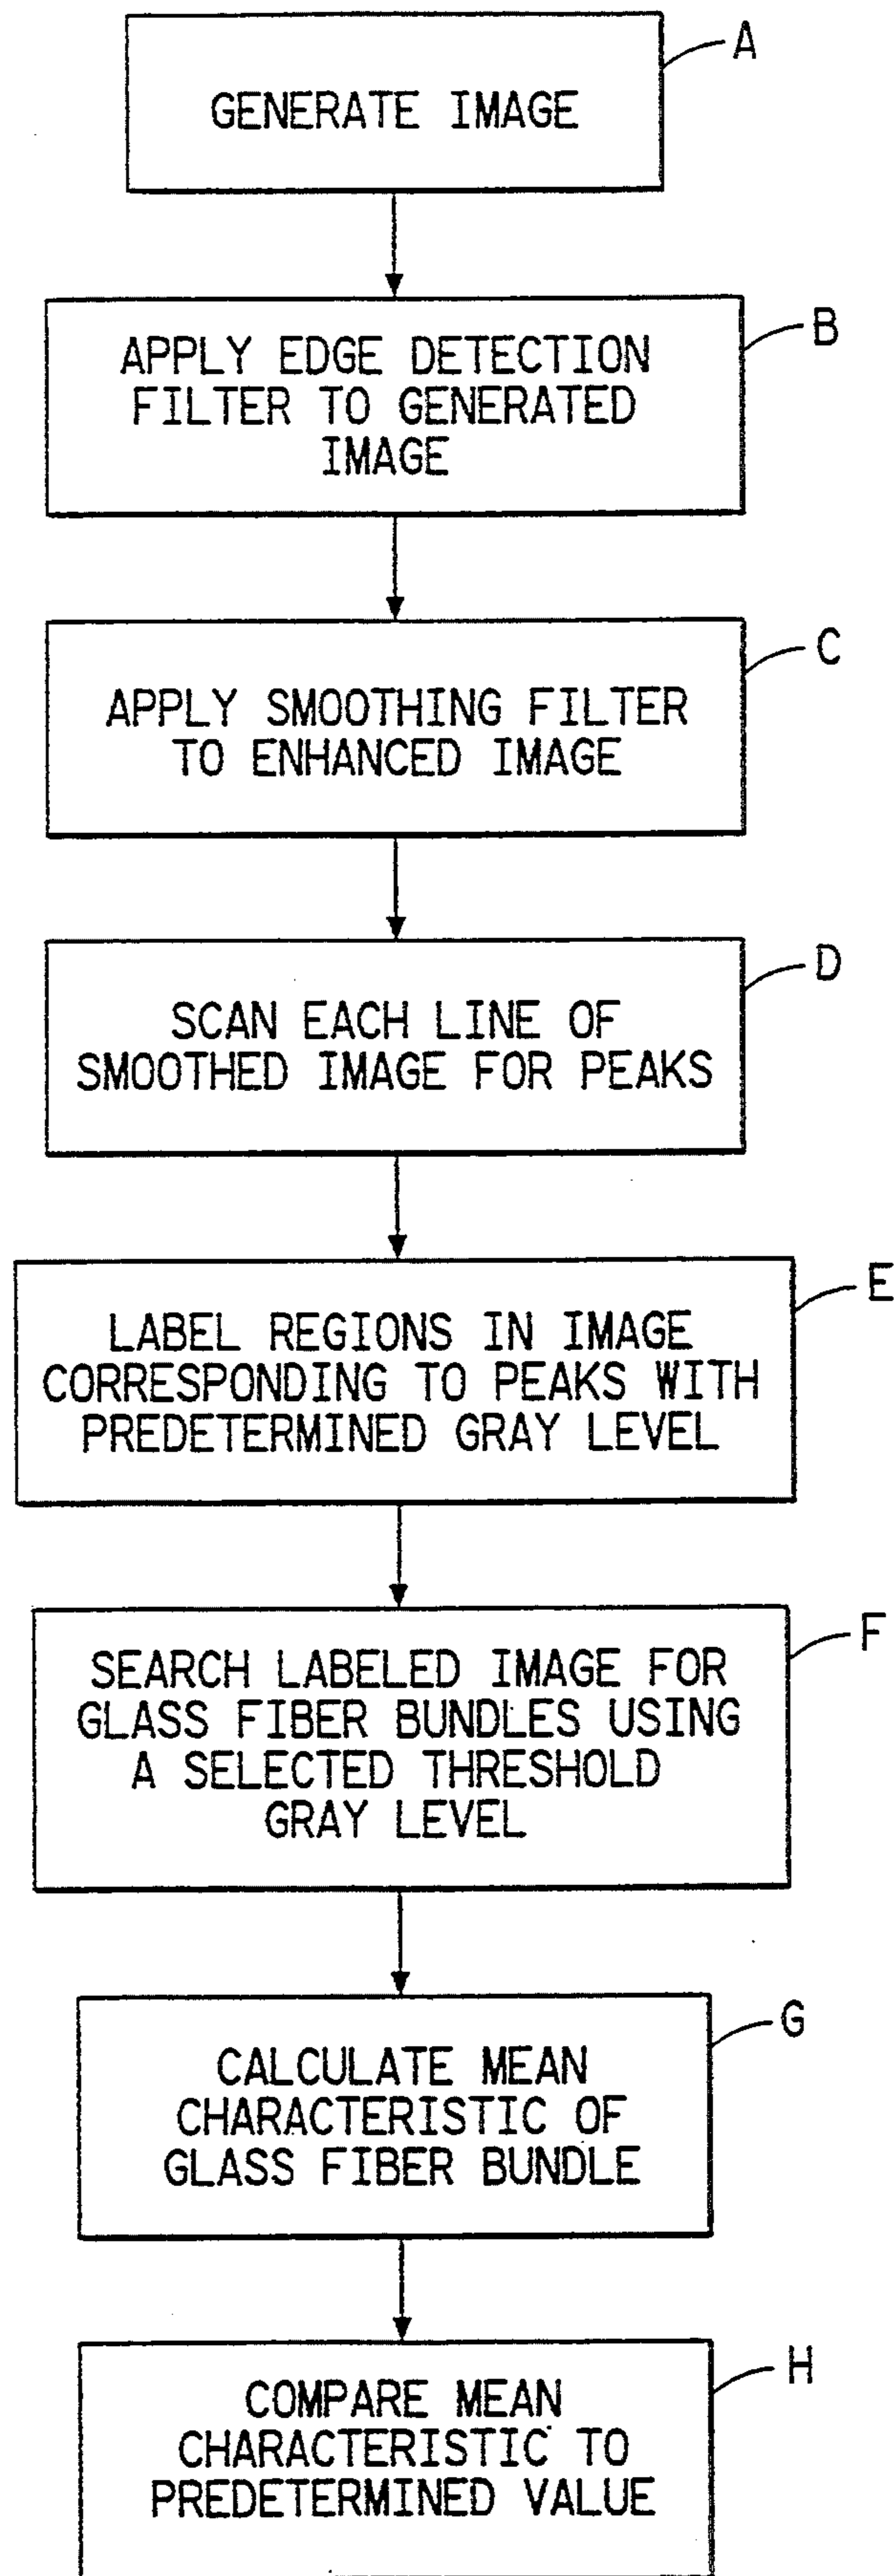 A
GENERATE IMAGE
B
APPLY EDGE DETECTION
FILTER TO GENERATED
IMAGE
C
APPLY SMOOTHING FILTER
TO ENHANCED IMAGE
D
SCAN EACH LINE OF
SMOOTHED IMAGE FOR PEAKS
E
LABEL REGIONS IN IMAGE
CORRESPONDING TO PEAKS WITH
PREDETERMINED GRAY LEVEL
F
SEARCH LABELED IMAGE FOR
GLASS FIBER BUNDLES USING
A SELECTED THRESHOLD
GRAY LEVEL
G
CALCULATE MEAN
CHARACTERISTIC OF
GLASS FIBER BUNDLE
H
COMPARE MEAN
CHARACTERISTIC TO
PREDETERMINED VALUE